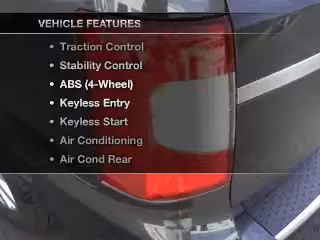 VEHICLE FEATURES
• Traction Control
• Stability Control
• ABS (4-Wheel)
• Keyless Entry
• Keyless Start
• Air Conditioning
• Air Cond Rear